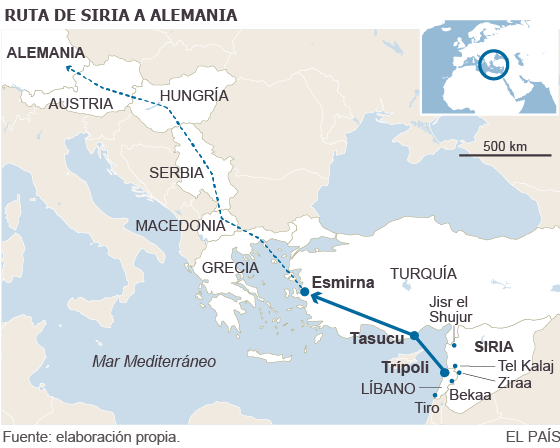 RUTA DE SIRIA A ALEMANIA
ALEMANIA
AUSTRIA
HUNGRÍA
500 km
SERBIA
MACEDONIA
GRECIA
Esmirna
TURQUÍA
Jisr el
Shujur
Tasucu
SIRIA
Mar Mediterráneo
Trípoli
Tel Kalaj
LÍBANO
Ziraa
Bekaa
Tiro
Fuente: elaboración propia.
EL PAÍS